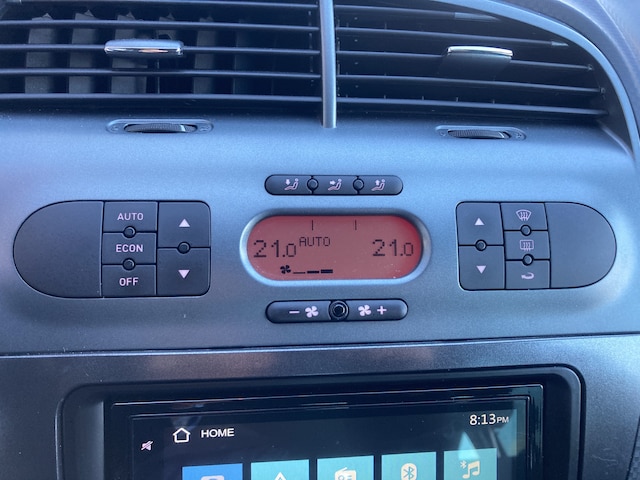 AUTO
ECON
OFF
21.0 AUTO 21.0
- +
HOME 8:13PM